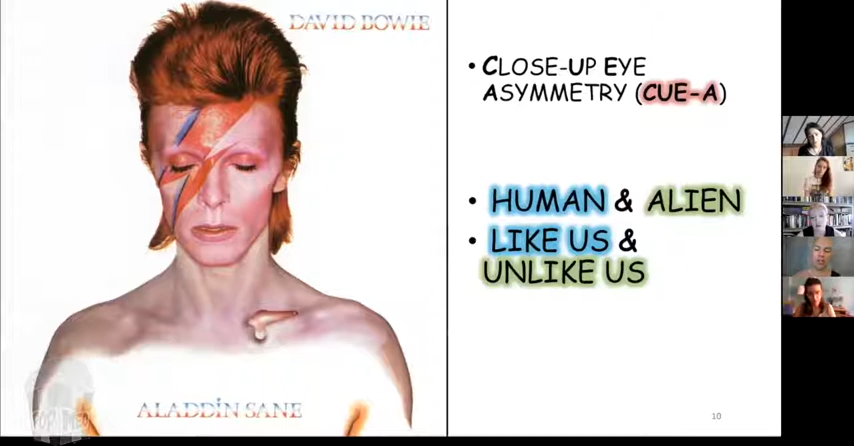 DAVID BOWIE
ALADDIN SANE
• CLOSE-UP EYE
ASYMMETRY (CUE-A)
• HUMAN & ALIEN
• LIKE US &
UNLIKE US
10